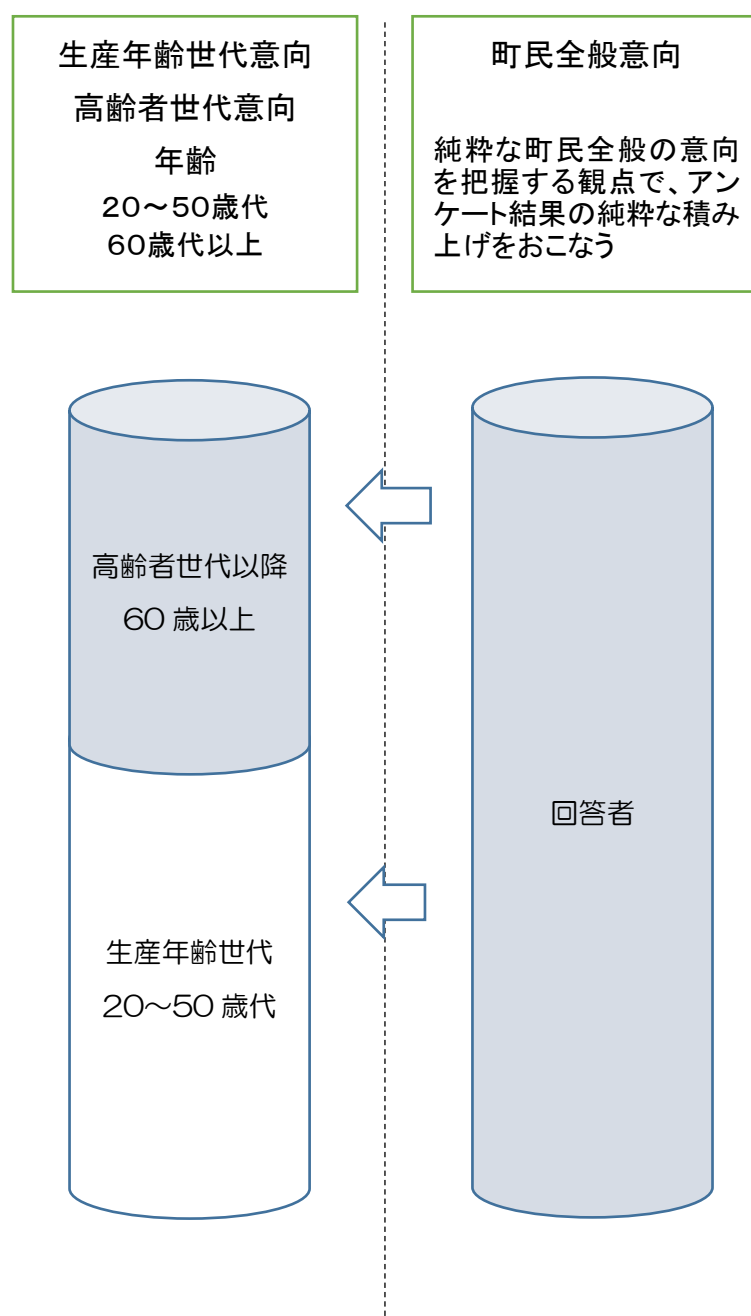 生産年齢世代意向
高齢者世代意向
年齢
20～50歳代
60歳代以上
町民全般意向
純粋な町民全般の意向
を把握する観点で、アン
ケート結果の純粋な積み
上げをおこなう
高齢者世代以降
60 歳以上
生産年齢世代
20～50 歳代
回答者